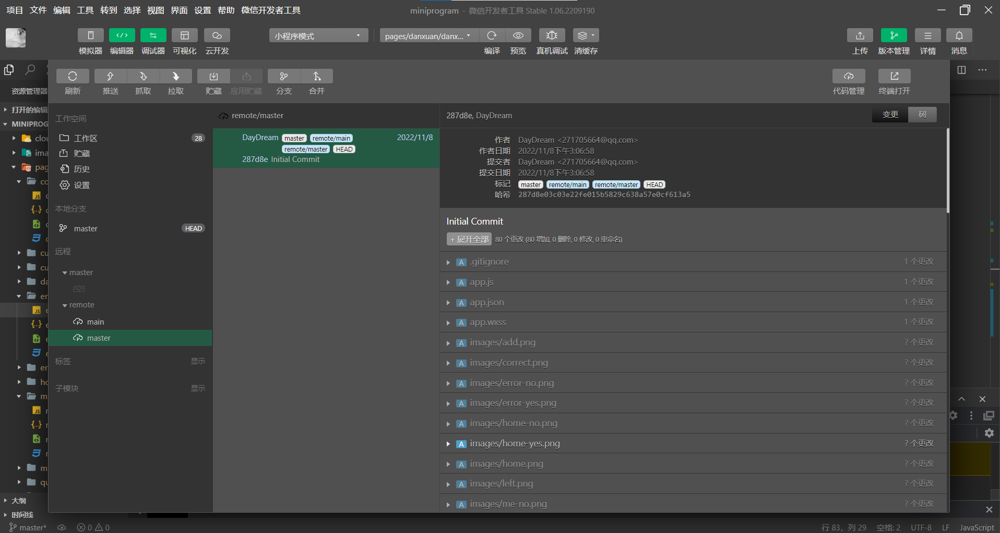 项目 文件 编辑 工具 转到 选择 视图 界面 设置 帮助 微信开发者工具
miniprogram - 微信开发者工具 Stable 1.06.2209190
小程序模式
pages/danxuan/danx...
模拟器 编辑器 调试器 可视化 云开发
编译 预览 真机调试 清缓存
上传 版本管理 详情 消息
刷新 推送 抓取 拉取 贮藏 应用贮藏 分支 合并
代码管理 终端打开
资源管理器
打开的编辑
MINIPROG
clou
ima
pag
co
cu
cu
da
er
er
ho
m
m
qu
大纲
时间线
工作空间
工作区 28
贮藏
历史
设置
本地分支
master HEAD
远程
master
(空)
remote
main
master
标签 显示
子模块 显示
remote/master
DayDream master remote/main 2022/11/8
remote/master HEAD
287d8e Initial Commit
287d8e, DayDream
变更 树
作者 DayDream <271705664@qq.com>
作者日期 2022/11/8下午3:06:58
提交者 DayDream <271705664@qq.com>
提交日期 2022/11/8下午3:06:58
标记 master remote/main remote/master HEAD
哈希 287d8e03c03e22fe015b5829c638a57e0cf613a5
Initial Commit
+ 展开全部 80 个更改 (80 增加, 0 删除, 0 修改, 0 重命名)
A .gitignore 1 个更改
A app.js 1 个更改
A app.json 1 个更改
A app.wxss 1 个更改
A images/add.png ? 个更改
A images/correct.png ? 个更改
A images/error-no.png ? 个更改
A images/error-yes.png ? 个更改
A images/home-no.png ? 个更改
A images/home-yes.png ? 个更改
A images/home.png ? 个更改
A images/left.png ? 个更改
A images/me-no.png ? 个更改
master* 0 0
行 83，列 29 空格: 2 UTF-8 LF JavaScript